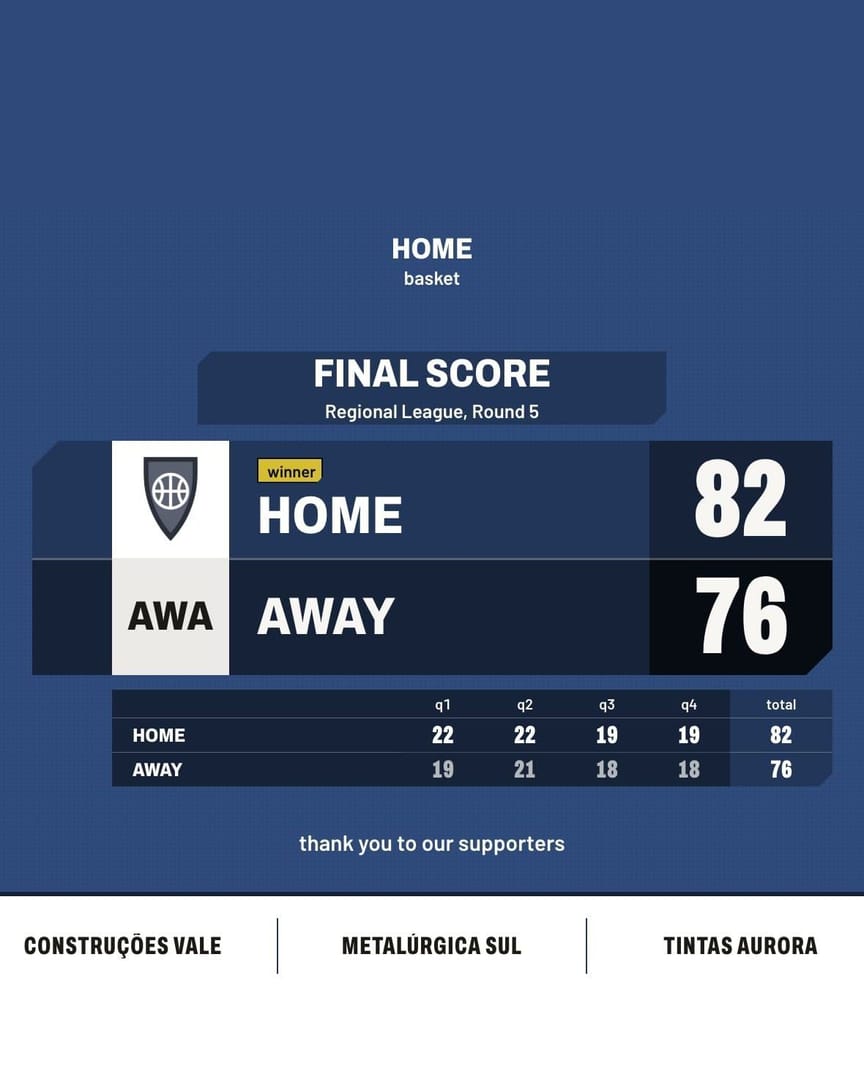 HOME
basket
FINAL SCORE
Regional League, Round 5
winner
HOME
82
AWA
AWAY
76
q1 q2 q3 q4 total
HOME 22 22 19 19 82
AWAY 19 21 18 18 76
thank you to our supporters
CONSTRUÇÕES VALE
METALÚRGICA SUL
TINTAS AURORA